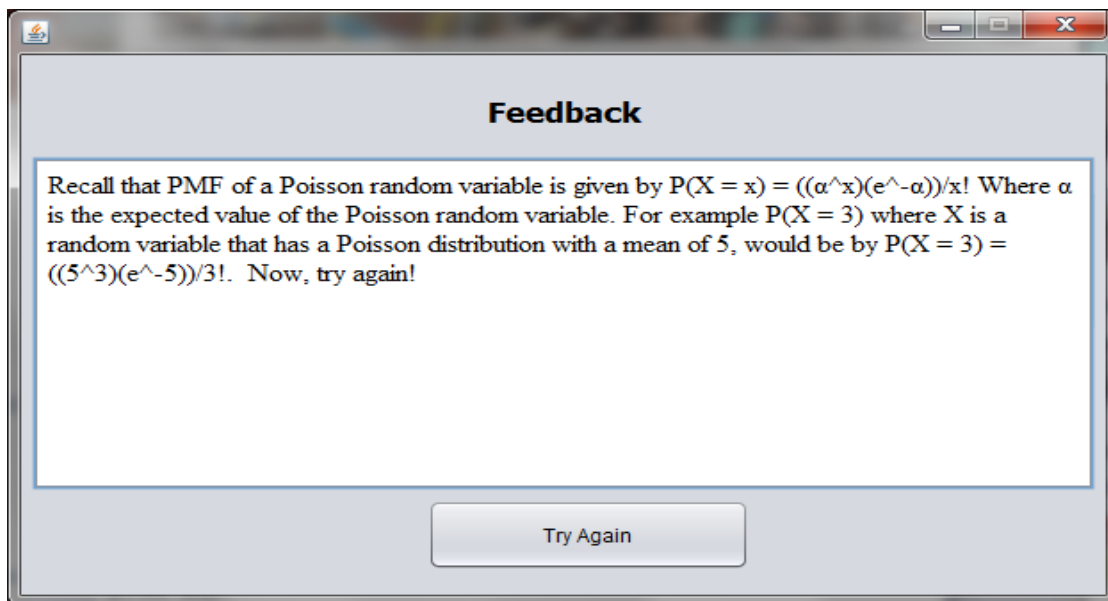 Feedback
Recall that PMF of a Poisson random variable is given by P(X = x) = ((α^x)(e^-α))/x! Where α
is the expected value of the Poisson random variable. For example P(X = 3) where X is a
random variable that has a Poisson distribution with a mean of 5, would be by P(X = 3) =
((5^3)(e^-5))/3!.  Now, try again!
Try Again